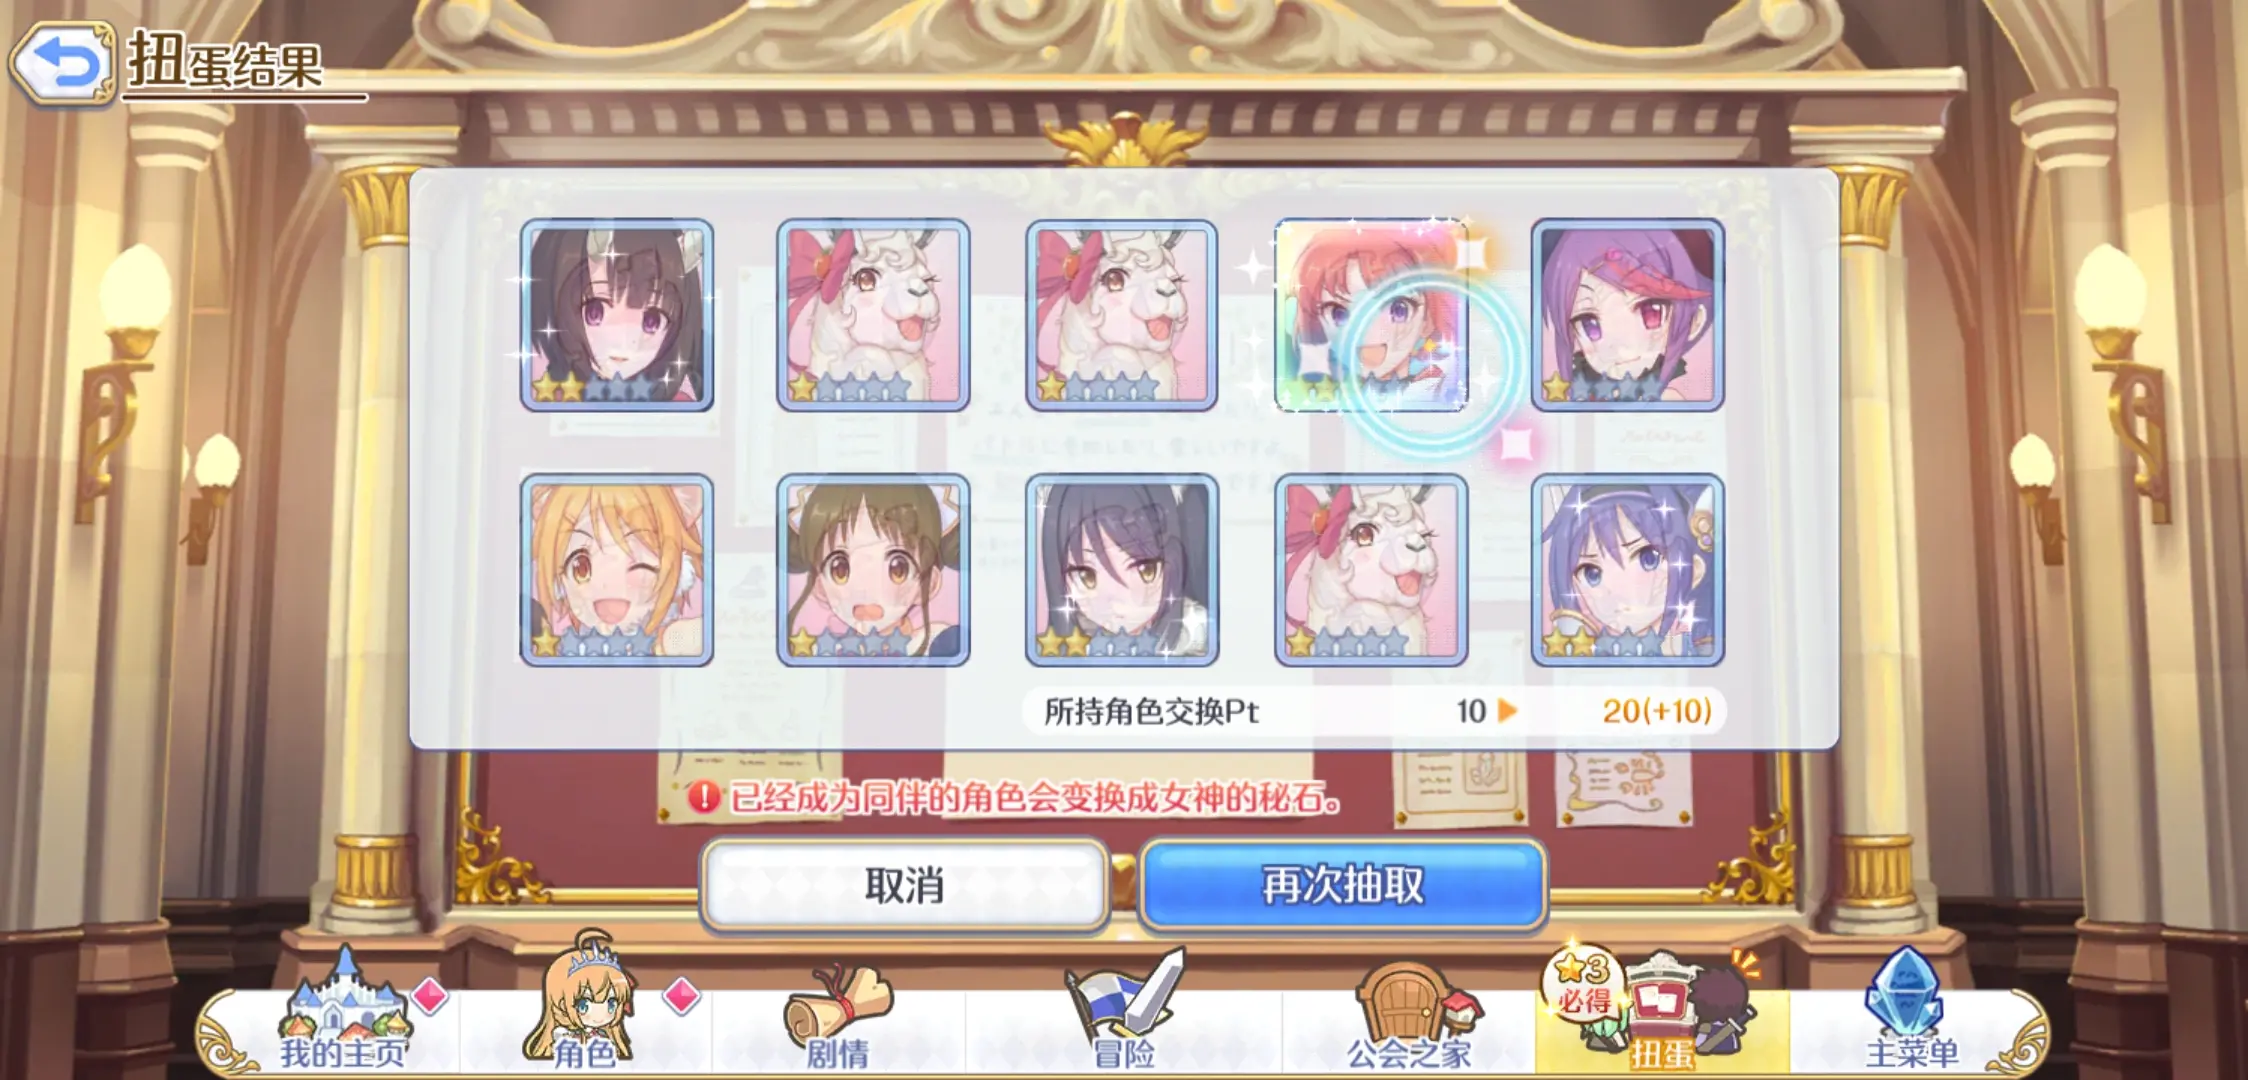 扭蛋结果
所持角色交换Pt 10 20(+10)
已经成为同伴的角色会变换成女神的秘石。
取消
再次抽取
3
必得
我的主页
角色
剧情
冒险
公会之家
扭蛋
主菜单